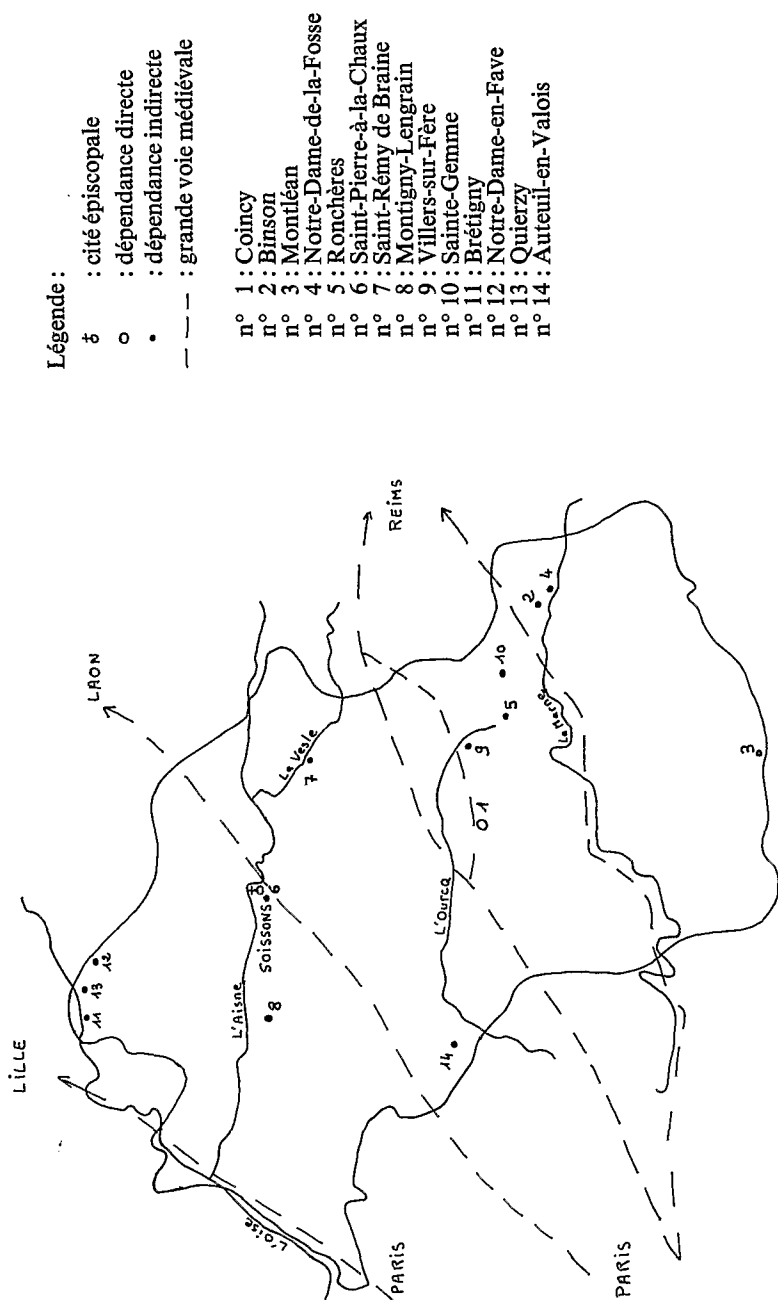 Légende :
♁ : cité épiscopale
o : dépendance directe
• : dépendance indirecte
— — — : grande voie médiévale
n° 1 : Coincy
n° 2 : Binson
n° 3 : Montléan
n° 4 : Notre-Dame-de-la-Fosse
n° 5 : Ronchères
n° 6 : Saint-Pierre-à-la-Chaux
n° 7 : Saint-Rémy de Braine
n° 8 : Montigny-Lengrain
n° 9 : Villers-sur-Fère
n° 10 : Sainte-Gemme
n° 11 : Brétigny
n° 12 : Notre-Dame-en-Fave
n° 13 : Quierzy
n° 14 : Auteuil-en-Valois
LILLE
LAON
REIMS
11
13
12
L'Oise
L'Aisne
SOISSONS
6
8
La Vesle
7
L'Ourcq
14
1
9
5
10
2
4
La Marne
3
PARIS
PARIS